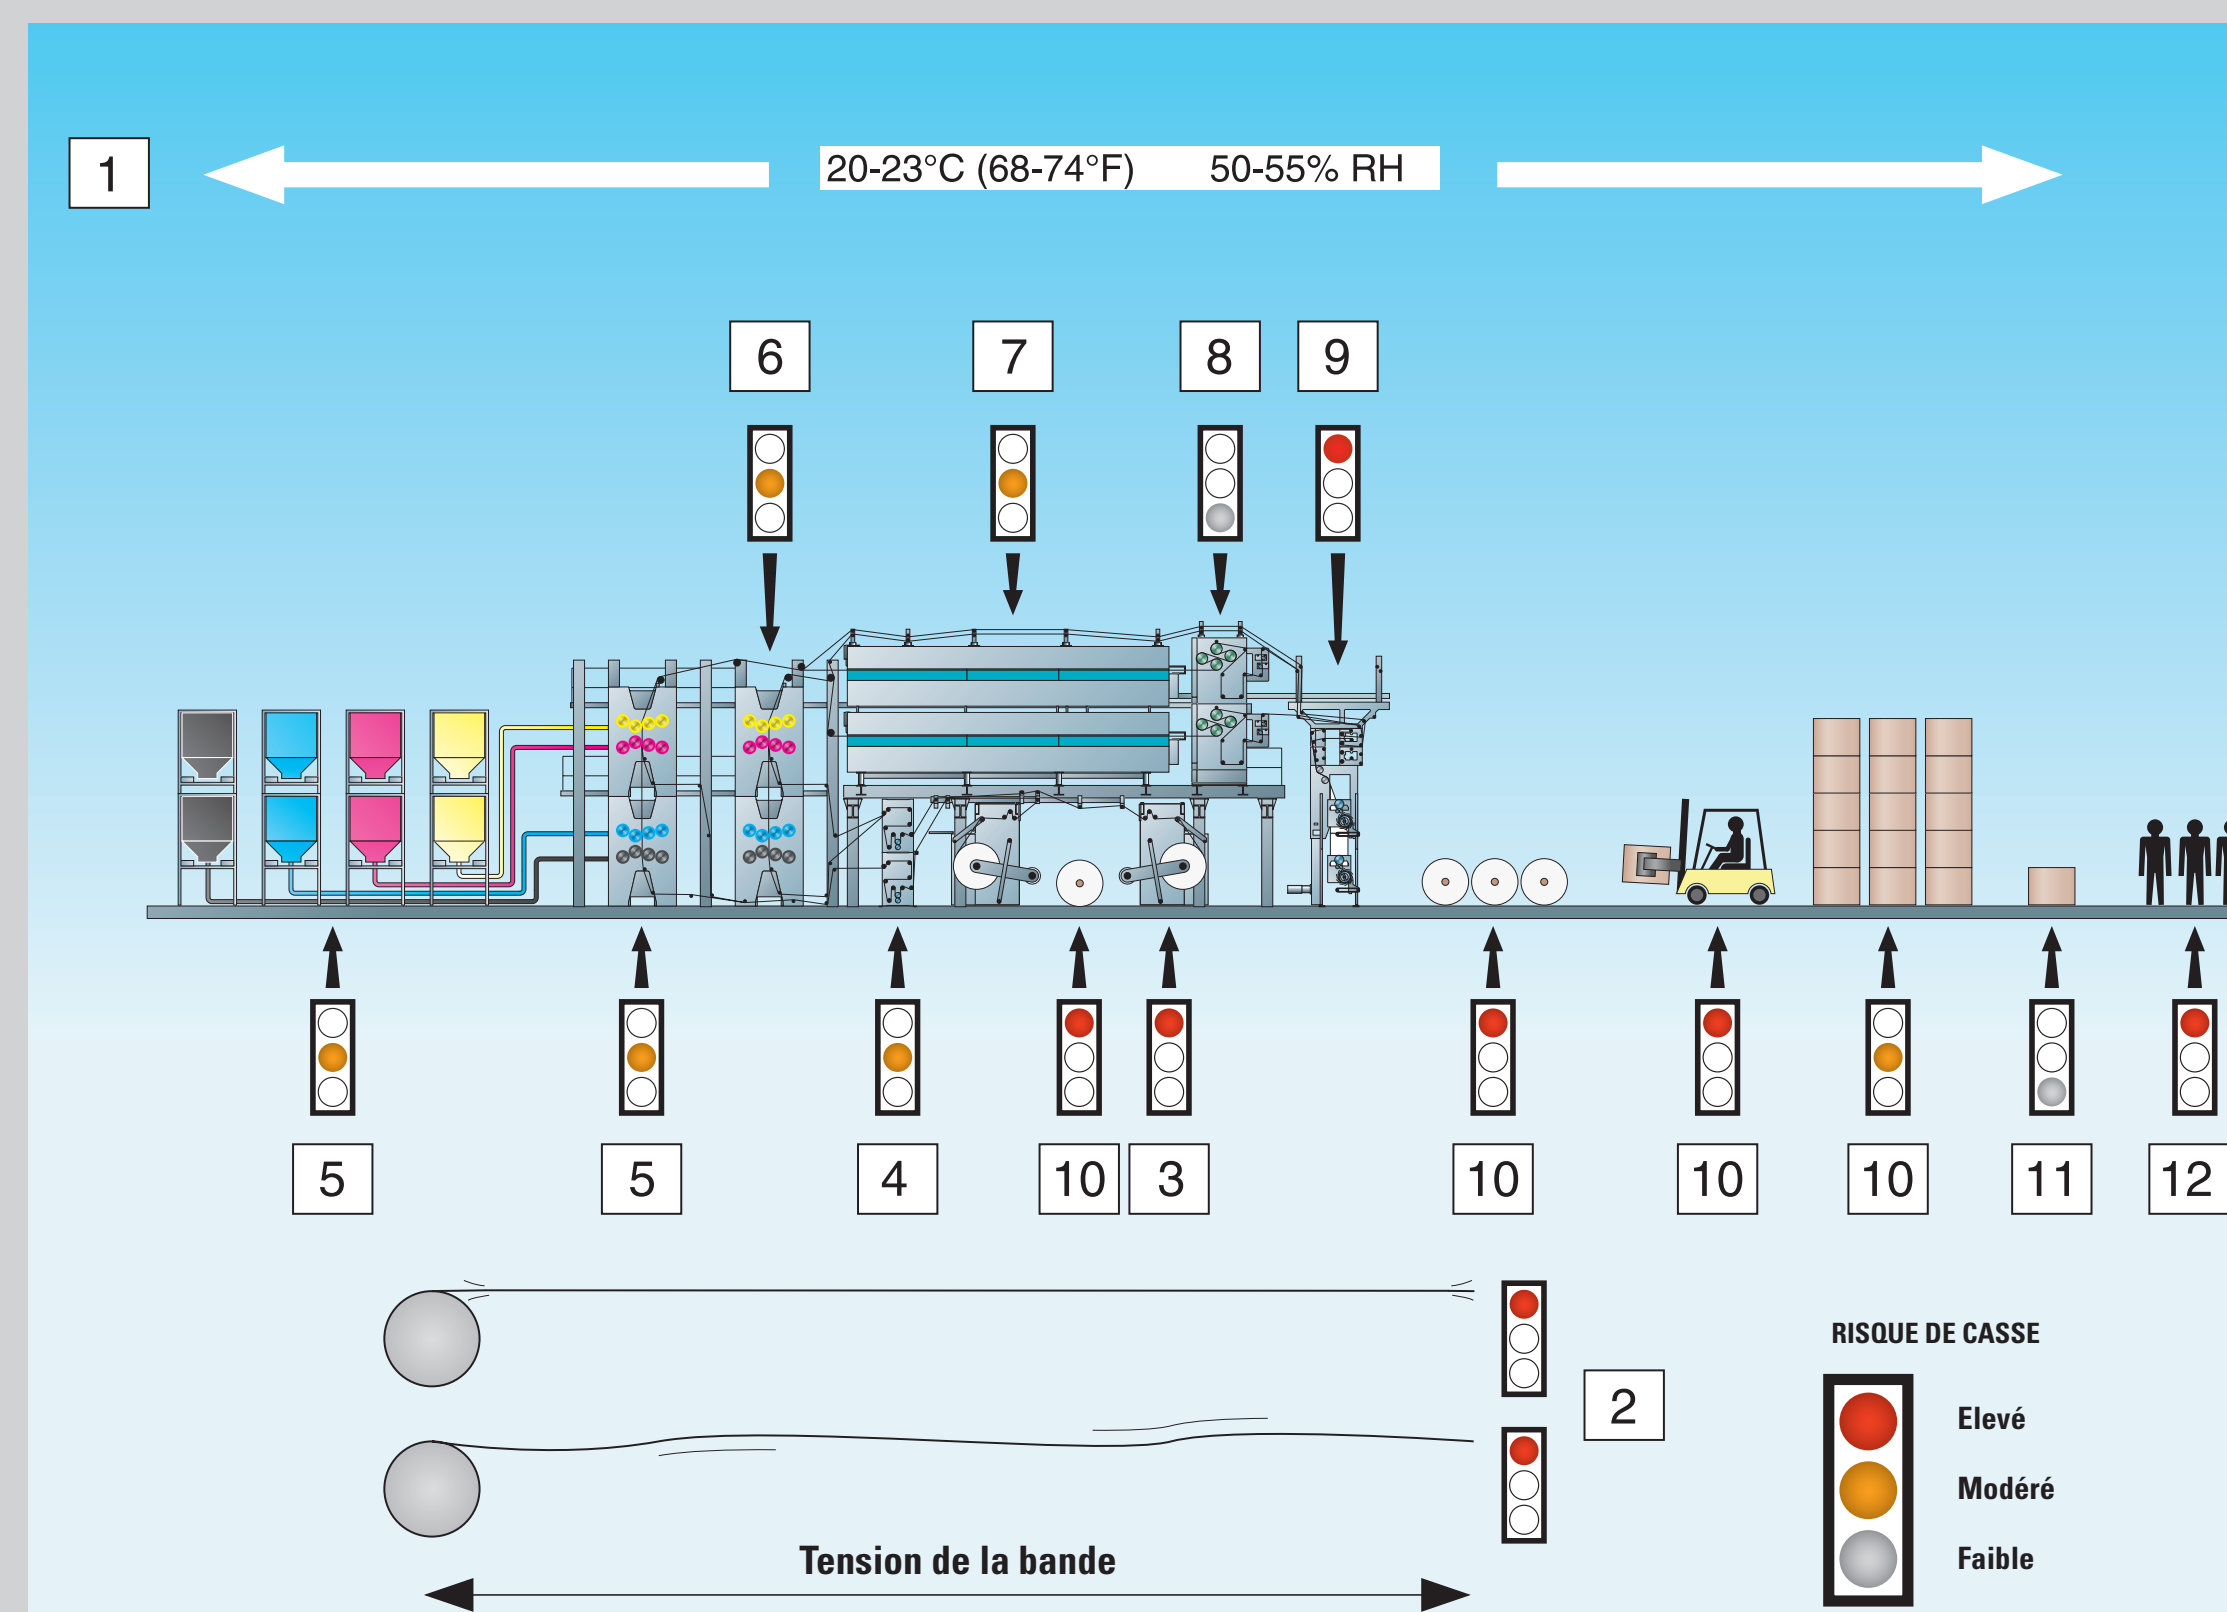 1
20-23°C (68-74°F) 50-55% RH
6 7 8 9
5 5 4 10 3 10 10 10 11 12
2
RISQUE DE CASSE
Elevé
Modéré
Faible
Tension de la bande